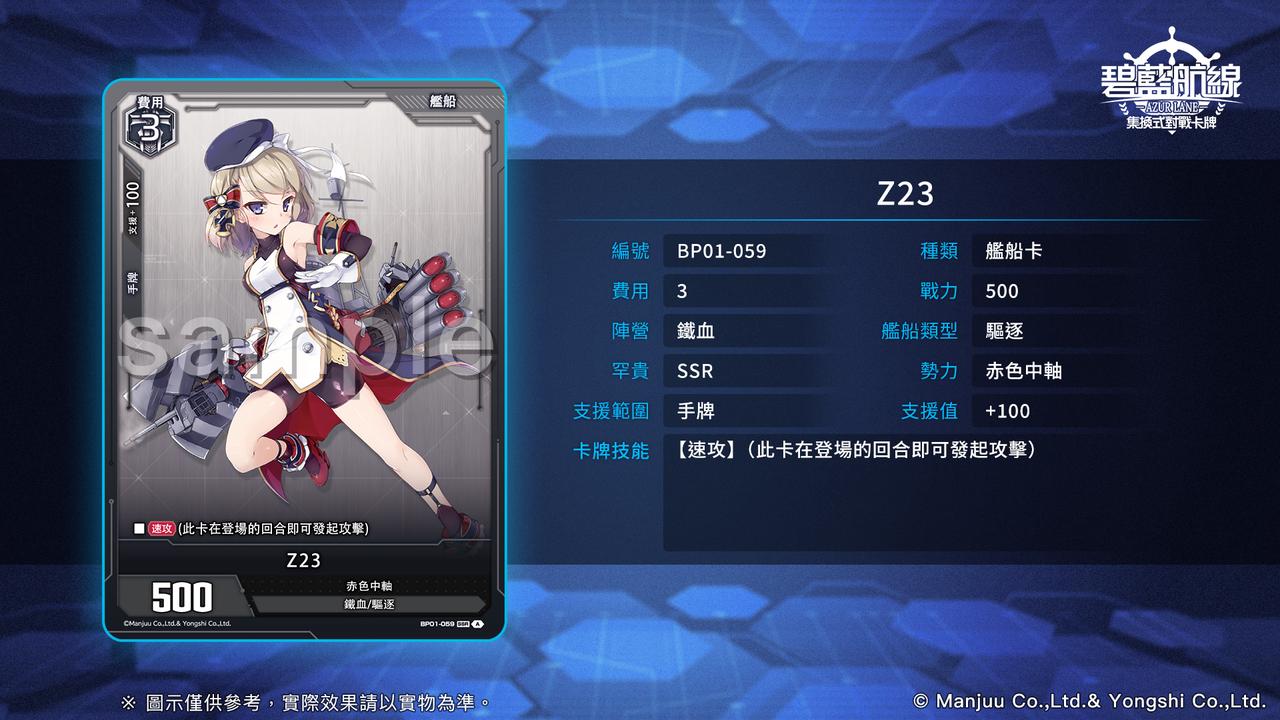 費用
3
艦船
支援+100
手牌
sample
■ 速攻 (此卡在登場的回合即可發起攻擊)
Z23
500
赤色中軸
鐵血/驅逐
©Manjuu Co.,Ltd.& Yongshi Co.,Ltd.
BP01-059 SSR A
碧藍航線
AZUR LANE
集換式對戰卡牌
Z23
編號 BP01-059 種類 艦船卡
費用 3 戰力 500
陣營 鐵血 艦船類型 驅逐
罕貴 SSR 勢力 赤色中軸
支援範圍 手牌 支援值 +100
卡牌技能 【速攻】(此卡在登場的回合即可發起攻擊)
※ 圖示僅供參考，實際效果請以實物為準。
© Manjuu Co.,Ltd.& Yongshi Co.,Ltd.